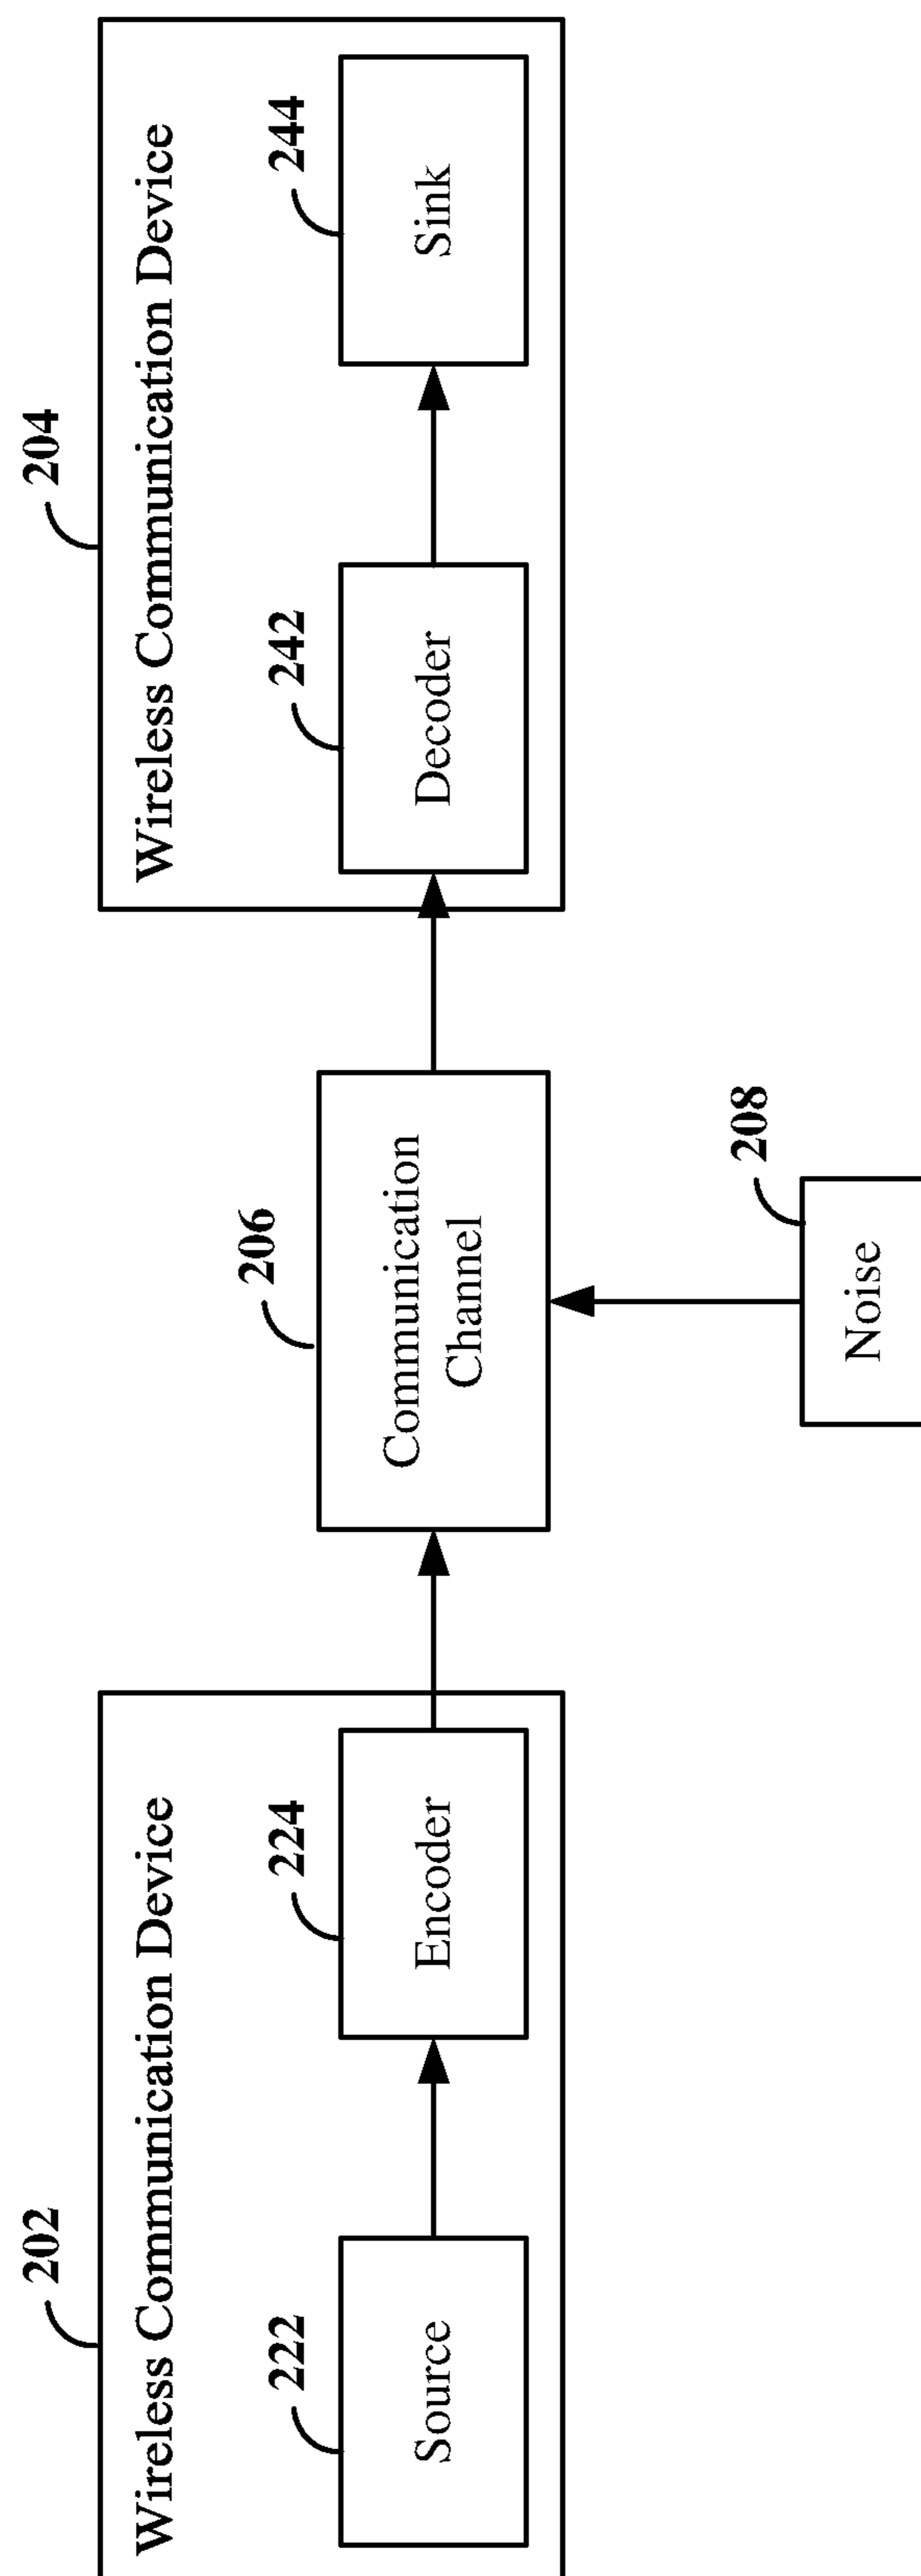 202
Wireless Communication Device
222
Source
224
Encoder
206
Communication
Channel
208
Noise
204
Wireless Communication Device
242
Decoder
244
Sink